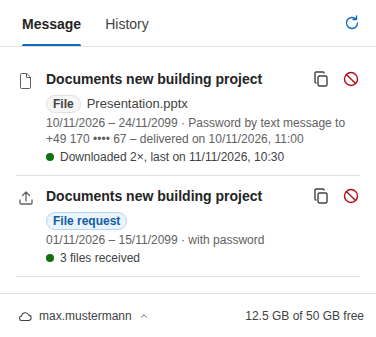 Message History
Documents new building project
File Presentation.pptx
10/11/2026 – 24/11/2099 · Password by text message to
+49 170 •••• 67 – delivered on 10/11/2026, 11:00
Downloaded 2×, last on 11/11/2026, 10:30
Documents new building project
File request
01/11/2026 – 15/11/2099 · with password
3 files received
max.mustermann 12.5 GB of 50 GB free